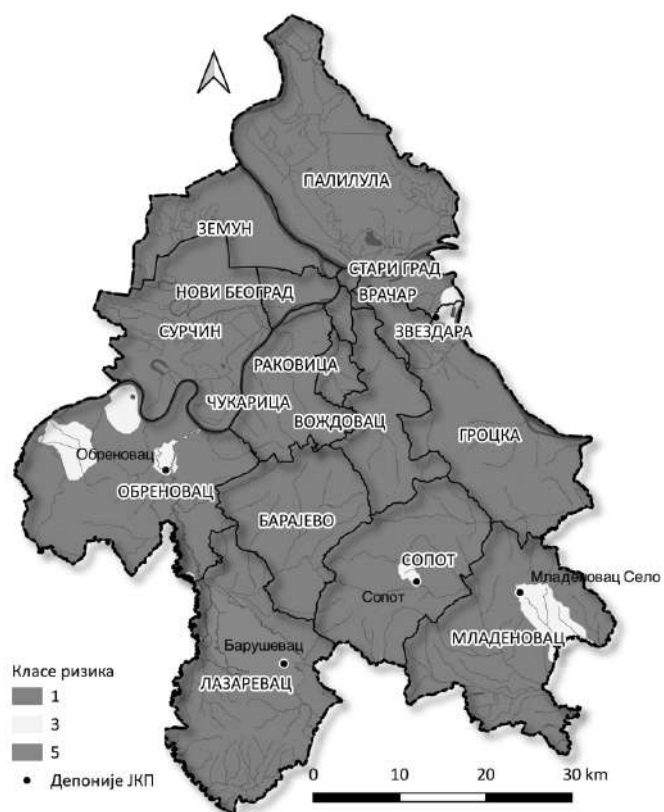 ПАЛИЛУЛА
ЗЕМУН
СТАРИ ГРАД
НОВИ БЕОГРАД
ВРАЧАР
СУРЧИН
ЗВЕЗДАРА
РАКОВИЦА
ЧУКАРИЦА
ВОЖДОВАЦ
ГРОЦКА
Обреновац
ОБРЕНОВАЦ
БАРАЈЕВО
СОПОТ
Сопот
Младеновац Село
МЛАДЕНОВАЦ
Барушевац
ЛАЗАРЕВАЦ
Класе ризика
1
3
5
Депоније ЈКП
0 10 20 30 km